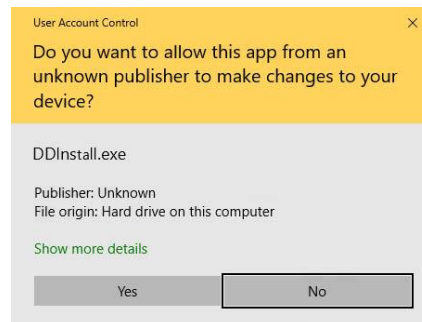 User Account Control
Do you want to allow this app from an
unknown publisher to make changes to your
device?
DDInstall.exe
Publisher: Unknown
File origin: Hard drive on this computer
Show more details
Yes
No